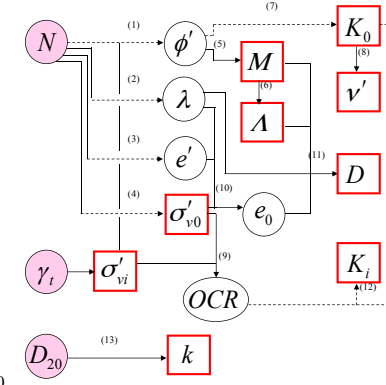 (1) (7)
N ϕ′ K₀
(5) (8)
M
(2) (6)
λ ν′
Λ
(3) (11)
e′ D
(4) (10)
σ′v0 e₀
(9)
γt σ′vi Kᵢ
OCR (12)
(13)
D₂₀ k
0